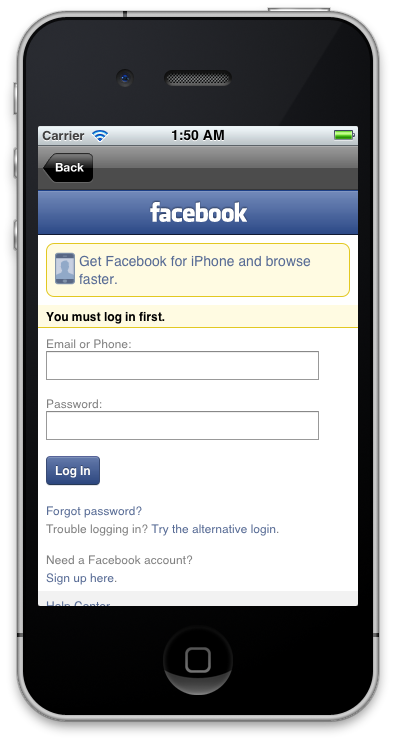 Carrier 1:50 AM
Back
facebook
Get Facebook for iPhone and browse
faster.
You must log in first.
Email or Phone:
Password:
Log In
Forgot password?
Trouble logging in? Try the alternative login.
Need a Facebook account?
Sign up here.
Help Center